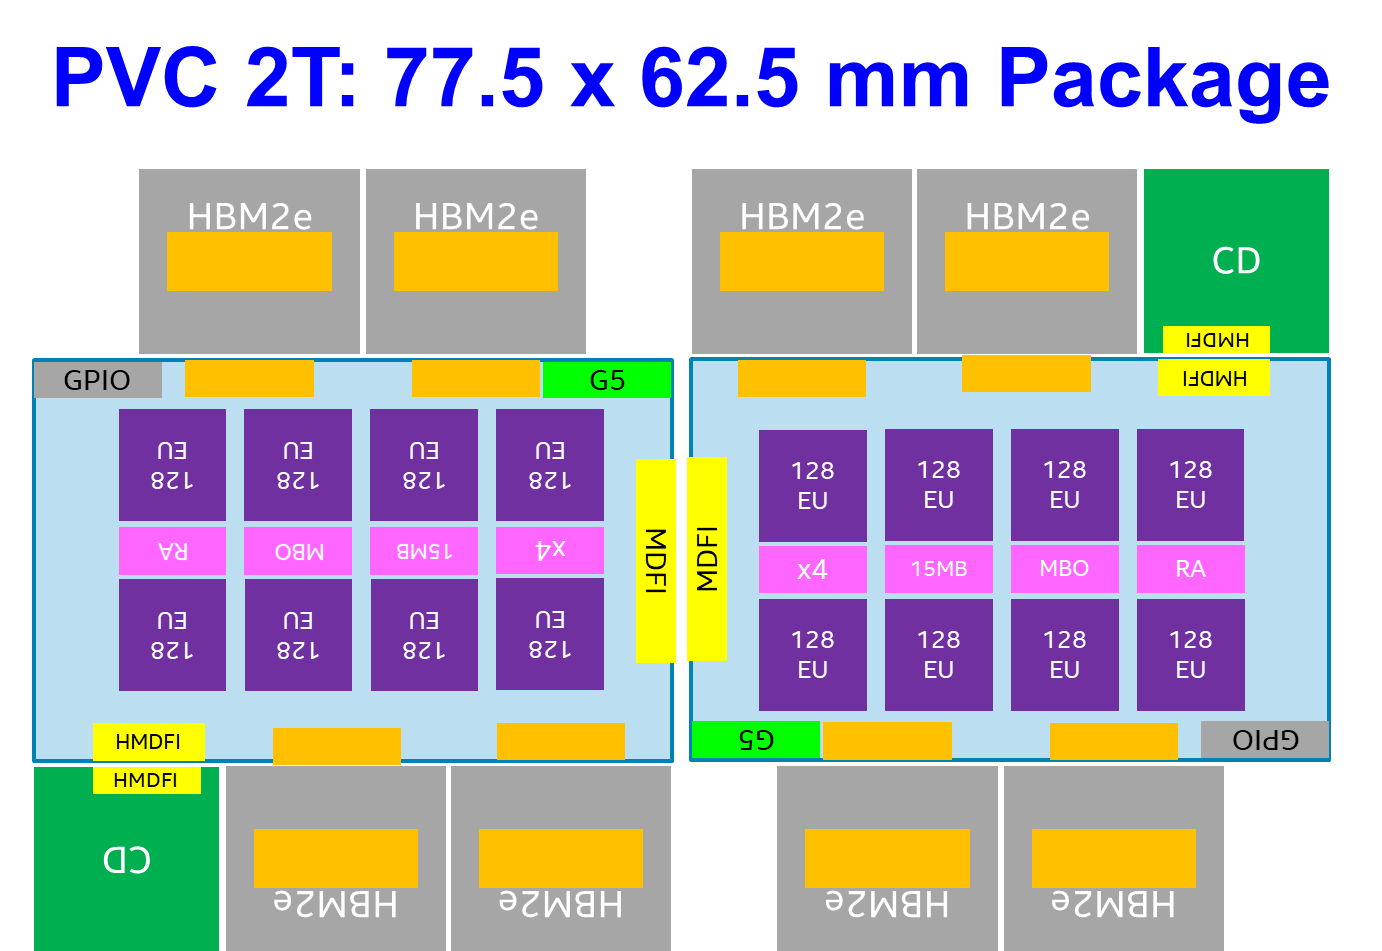 PVC 2T: 77.5 x 62.5 mm Package
HBM2e
HBM2e
HBM2e
HBM2e
CD
HMDFI
GPIO
G5
HMDFI
128
EU
128
EU
128
EU
128
EU
RA
MBO
15MB
x4
128
EU
128
EU
128
EU
128
EU
MDFI
MDFI
128
EU
128
EU
128
EU
128
EU
x4
15MB
MBO
RA
128
EU
128
EU
128
EU
128
EU
HMDFI
G5
GPIO
HMDFI
CD
HBM2e
HBM2e
HBM2e
HBM2e